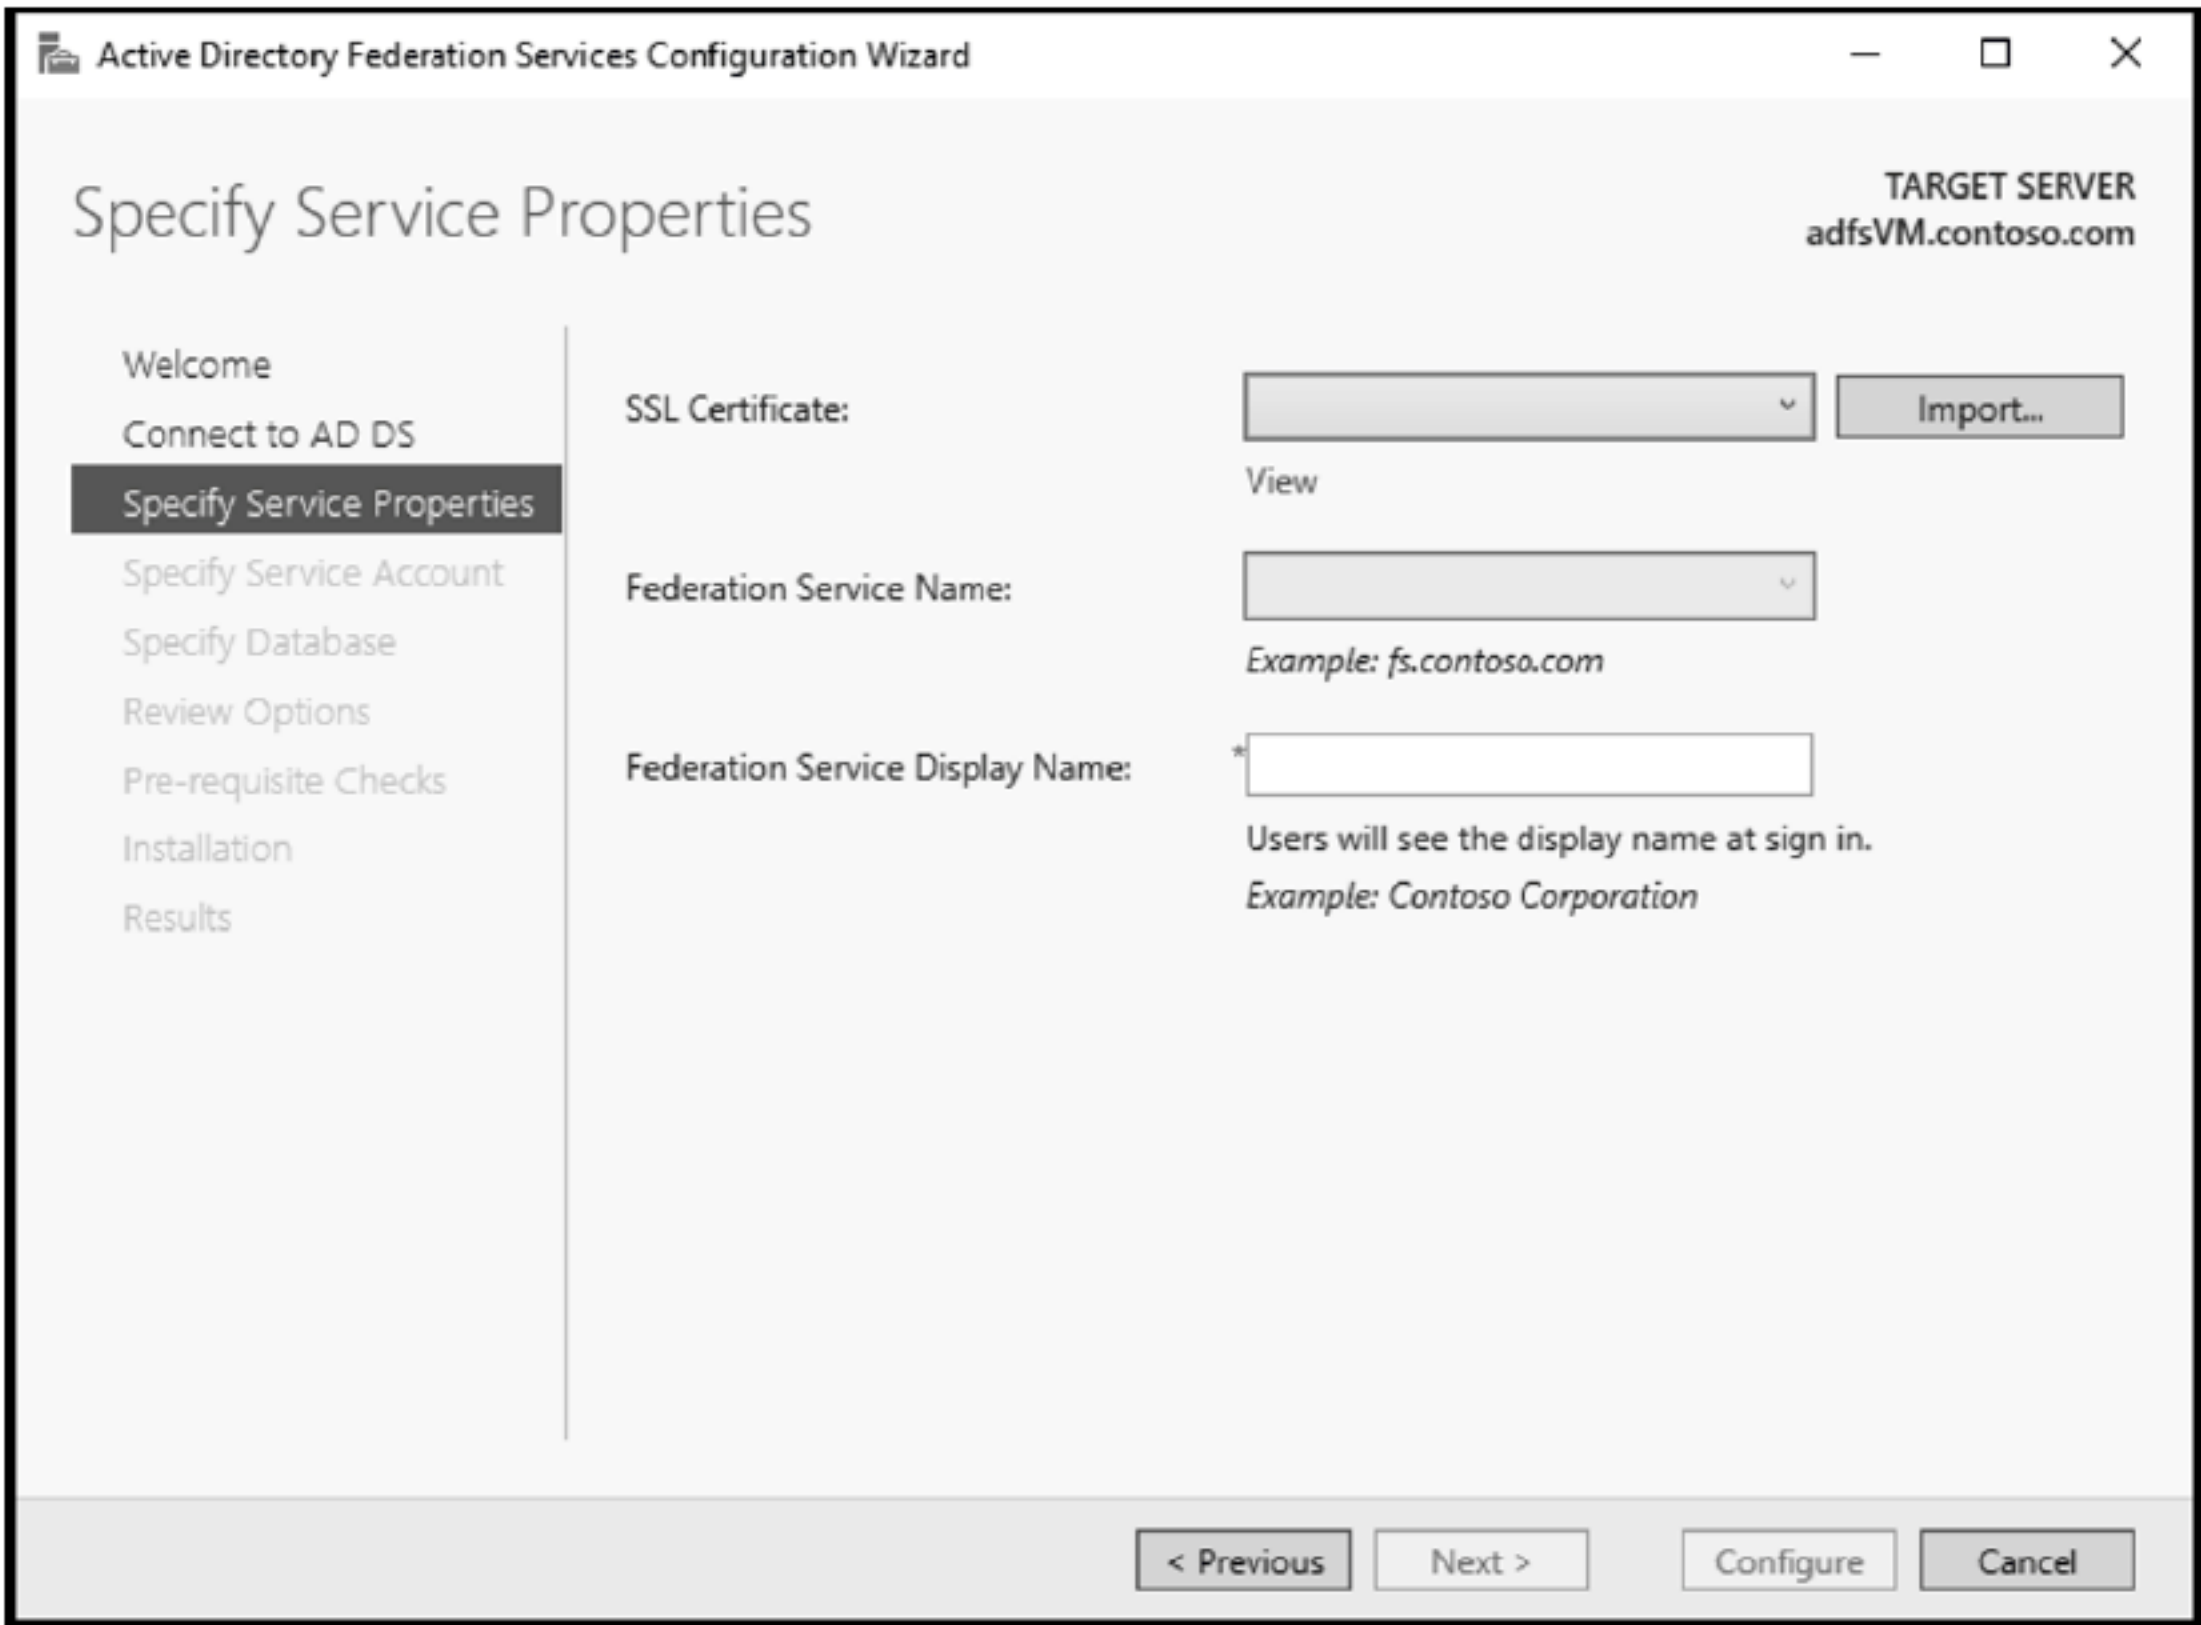 Active Directory Federation Services Configuration Wizard
Specify Service Properties
TARGET SERVER
adfsVM.contoso.com
Welcome
Connect to AD DS
Specify Service Properties
Specify Service Account
Specify Database
Review Options
Pre-requisite Checks
Installation
Results
SSL Certificate:
Import...
View
Federation Service Name:
Example: fs.contoso.com
Federation Service Display Name:
*
Users will see the display name at sign in.
Example: Contoso Corporation
< Previous
Next >
Configure
Cancel